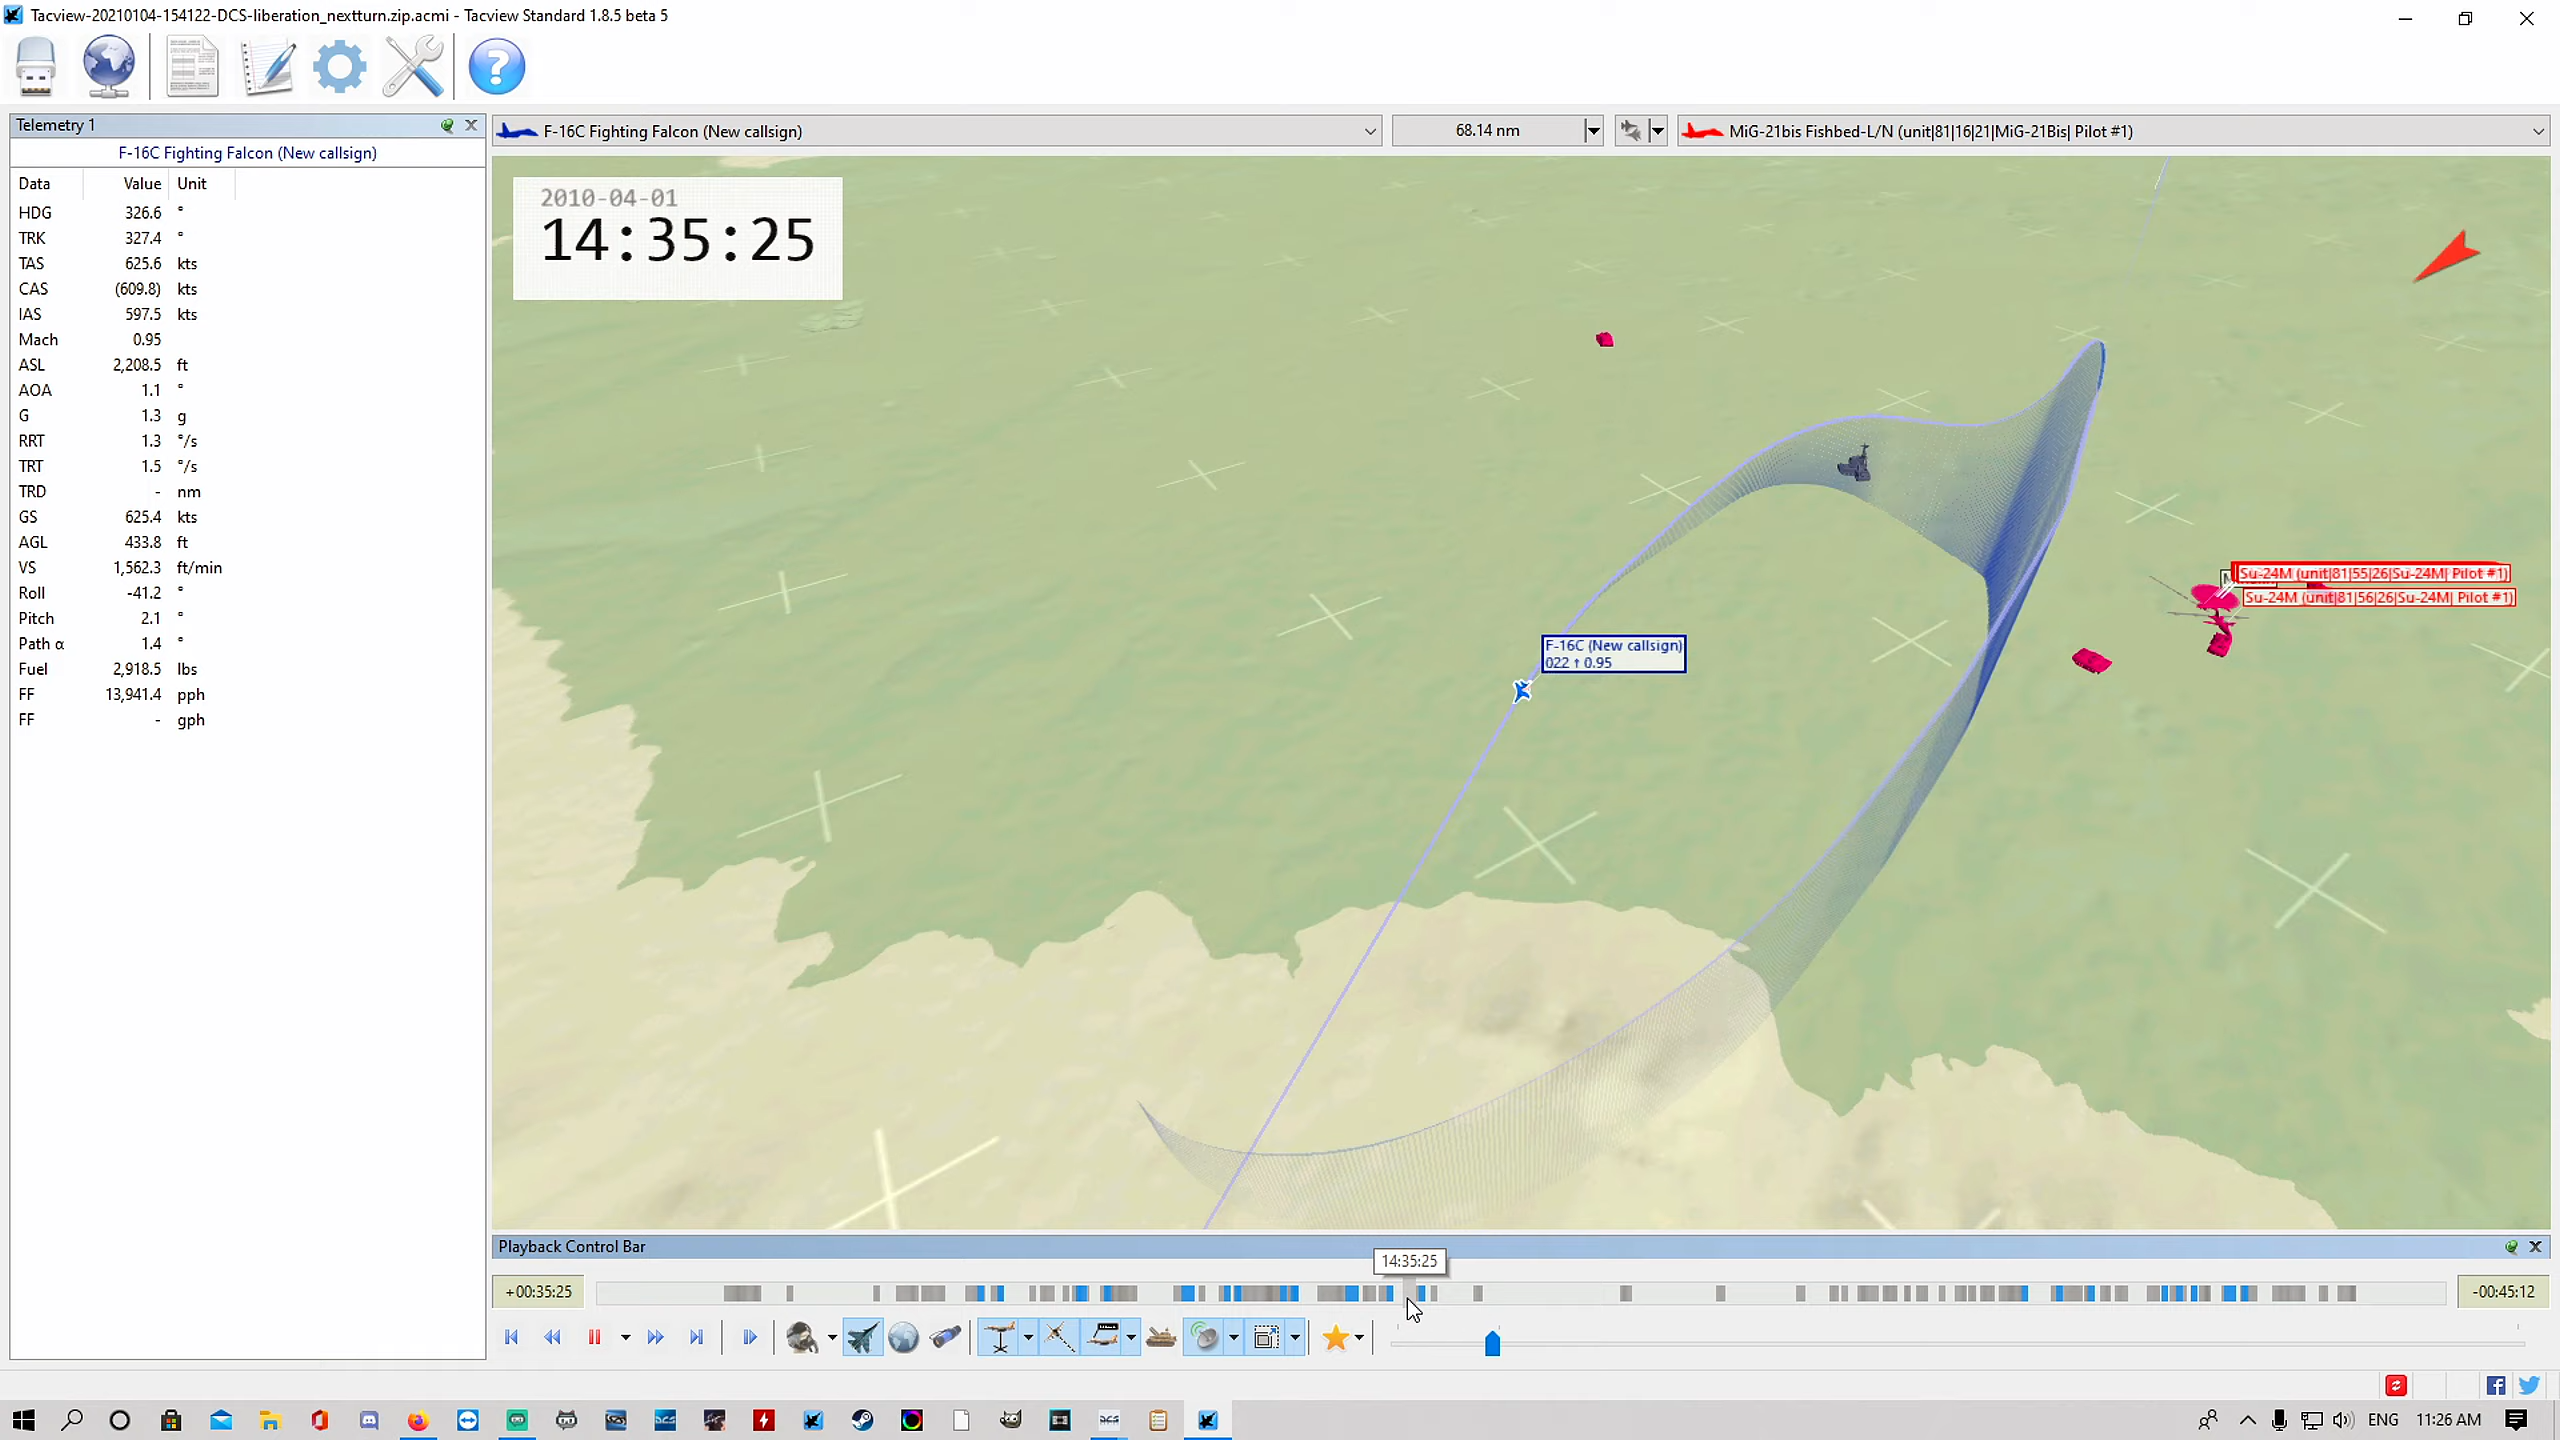 Tacview-20210104-154122-DCS-liberation_nextturn.zip.acmi - Tacview Standard 1.8.5 beta 5
Telemetry 1
F-16C Fighting Falcon (New callsign)
Data Value Unit
HDG 326.6 °
TRK 327.4 °
TAS 625.6 kts
CAS (609.8) kts
IAS 597.5 kts
Mach 0.95
ASL 2,208.5 ft
AOA 1.1 °
G 1.3 g
RRT 1.3 °/s
TRT 1.5 °/s
TRD - nm
GS 625.4 kts
AGL 433.8 ft
VS 1,562.3 ft/min
Roll -41.2 °
Pitch 2.1 °
Path α 1.4 °
Fuel 2,918.5 lbs
FF 13,941.4 pph
FF - gph
F-16C Fighting Falcon (New callsign)
68.14 nm
MiG-21bis Fishbed-L/N (unit|81|16|21|MiG-21Bis| Pilot #1)
2010-04-01
14:35:25
Su-24M (unit|81|55|26|Su-24M| Pilot #1)
Su-24M (unit|81|56|26|Su-24M| Pilot #1)
F-16C (New callsign)
022 ↑ 0.95
Playback Control Bar
14:35:25
+00:35:25
-00:45:12
DCS
ENG
11:26 AM